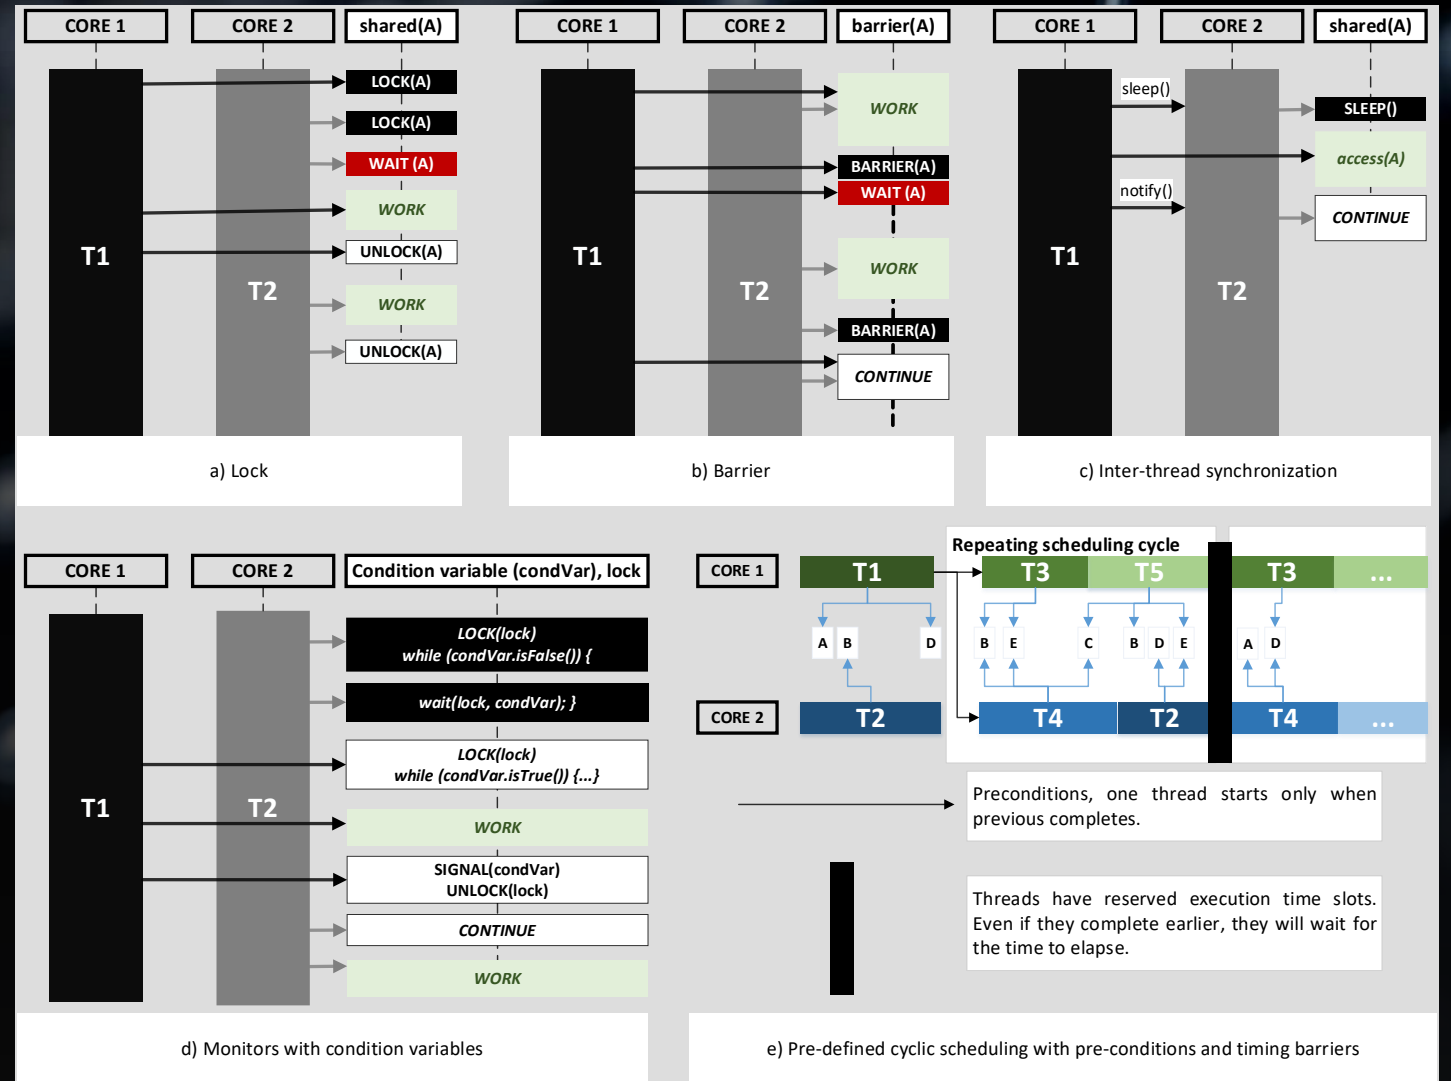 CORE 1
CORE 2
shared(A)
LOCK(A)
LOCK(A)
WAIT (A)
WORK
UNLOCK(A)
WORK
UNLOCK(A)
T1
T2
a) Lock
CORE 1
CORE 2
barrier(A)
WORK
BARRIER(A)
WAIT (A)
WORK
BARRIER(A)
CONTINUE
T1
T2
b) Barrier
CORE 1
CORE 2
shared(A)
sleep()
SLEEP()
access(A)
notify()
CONTINUE
T1
T2
c) Inter-thread synchronization
CORE 1
CORE 2
Condition variable (condVar), lock
LOCK(lock)
while (condVar.isFalse()) {
wait(lock, condVar); }
LOCK(lock)
while (condVar.isTrue()) {...}
WORK
SIGNAL(condVar)
UNLOCK(lock)
CONTINUE
WORK
T1
T2
d) Monitors with condition variables
Repeating scheduling cycle
CORE 1
T1
T3
T5
T3
...
A B D
B E C B D E
A D
CORE 2
T2
T4
T2
T4
...
Preconditions, one thread starts only when
previous completes.
Threads have reserved execution time slots.
Even if they complete earlier, they will wait for
the time to elapse.
e) Pre-defined cyclic scheduling with pre-conditions and timing barriers